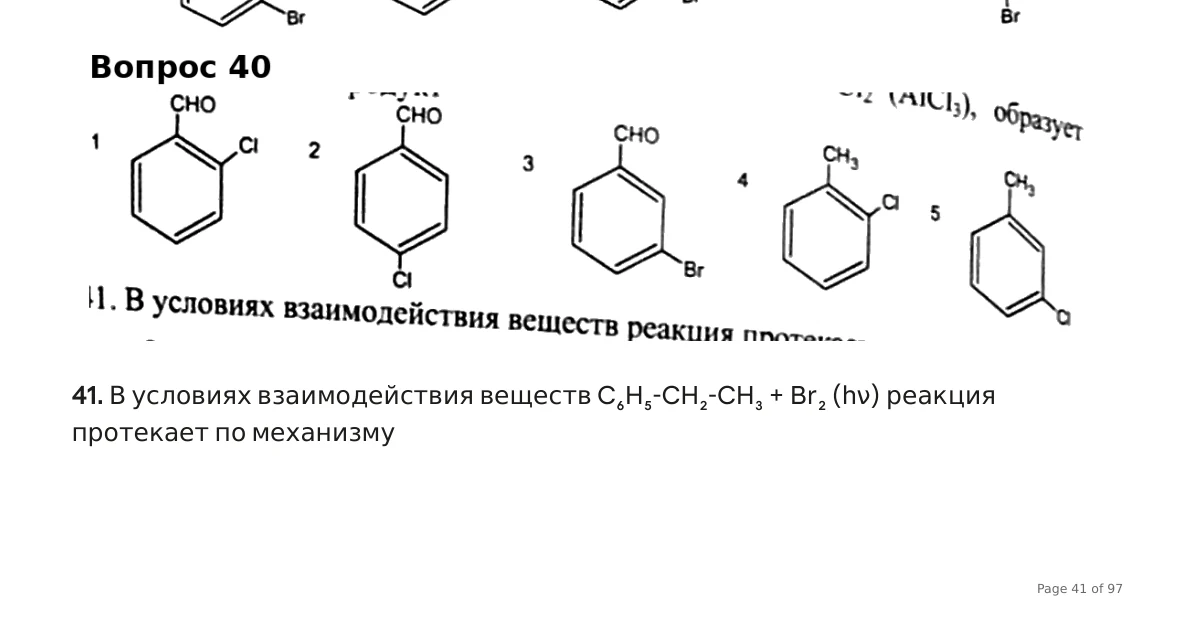 Br
Br
Вопрос 40
(AlCl₃), образует
CHO
CHO
1
Cl
2
CHO
3
CH₃
4
Cl
CH₃
5
Cl
Br
Cl
1. В условиях взаимодействия веществ реакция
41. В условиях взаимодействия веществ C₆H₅-CH₂-CH₃ + Br₂ (hν) реакция
протекает по механизму
Page 41 of 97